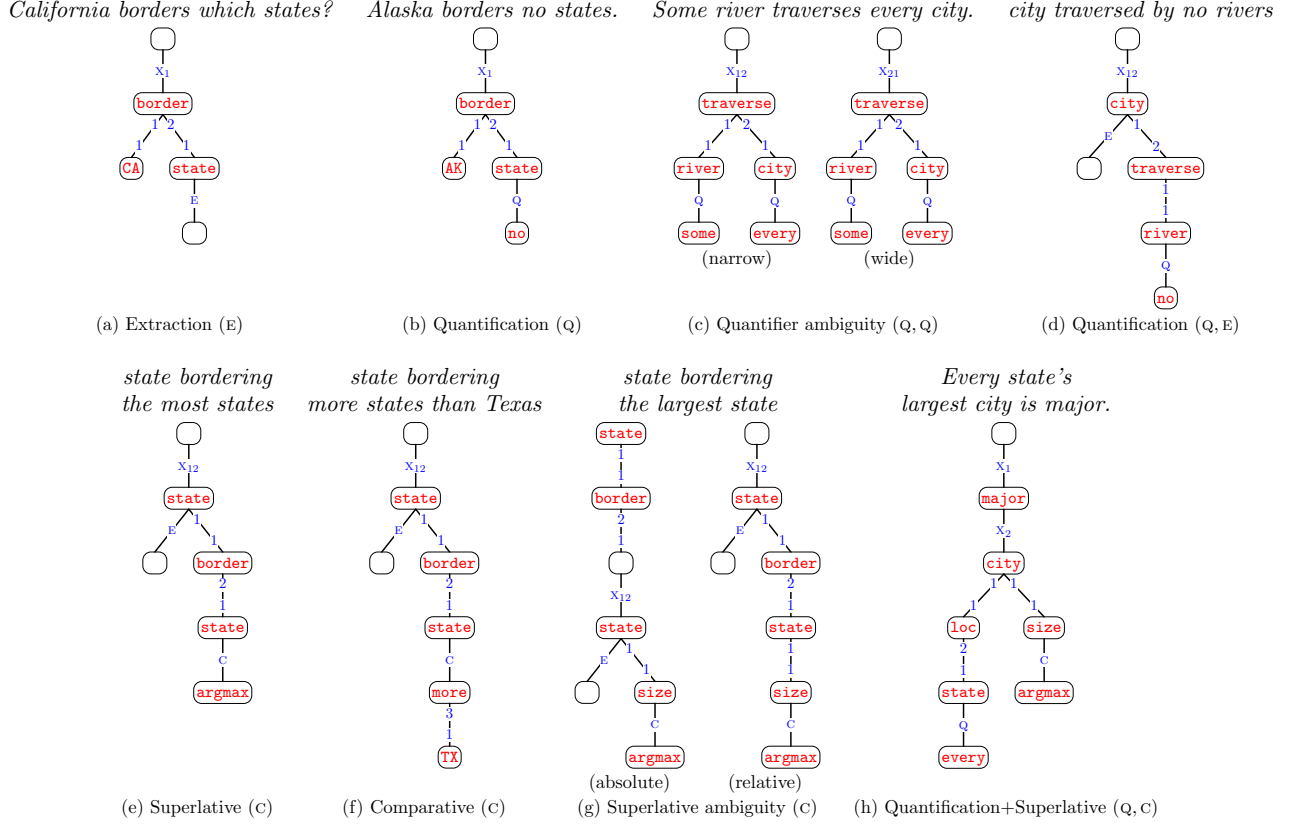 California borders which states?
X₁
border
1 2
1 1
CA state
E
(a) Extraction (E)
Alaska borders no states.
X₁
border
1 2
1 1
AK state
Q
no
(b) Quantification (Q)
Some river traverses every city.
X₁₂ X₂₁
traverse traverse
1 2 1 2
1 1 1 1
river city river city
Q Q Q Q
some every some every
(narrow) (wide)
(c) Quantifier ambiguity (Q, Q)
city traversed by no rivers
X₁₂
city
E 1
2
traverse
1
1
river
Q
no
(d) Quantification (Q, E)
state bordering
the most states
X₁₂
state
E 1
1
border
2
1
state
C
argmax
(e) Superlative (C)
state bordering
more states than Texas
X₁₂
state
E 1
1
border
2
1
state
C
more
3
1
TX
(f) Comparative (C)
state bordering
the largest state
state
1
1
border
2
1
X₁₂
state
E 1
1
size
C
argmax
(absolute)
X₁₂
state
E 1
1
border
2
1
state
1
1
size
C
argmax
(relative)
(g) Superlative ambiguity (C)
Every state's
largest city is major.
X₁
major
X₂
city
1 1
1 1
loc size
2 C
1 argmax
state
Q
every
(h) Quantification+Superlative (Q, C)